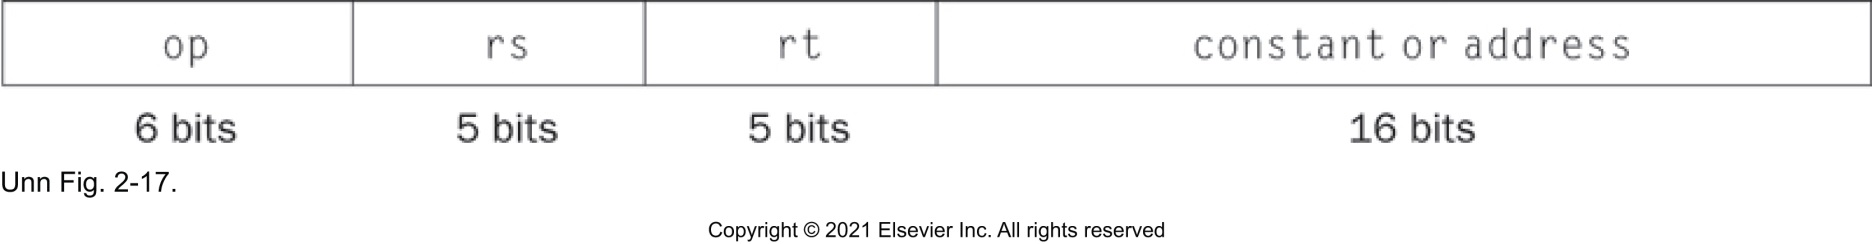 op rs rt constant or address
6 bits 5 bits 5 bits 16 bits
Unn Fig. 2-17.
Copyright © 2021 Elsevier Inc. All rights reserved